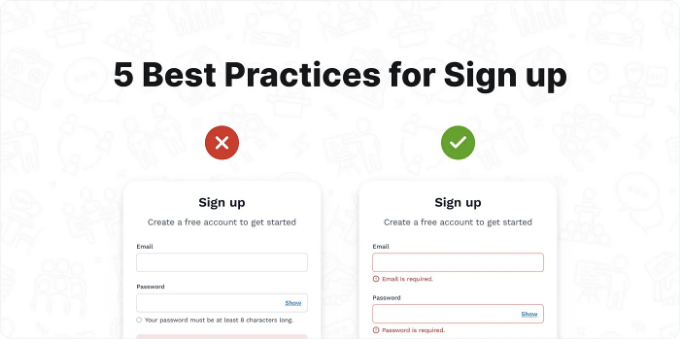 5 Best Practices for Sign up
Sign up
Create a free account to get started
Email
Password
Show
Your password must be at least 8 characters long.
Sign up
Create a free account to get started
Email
Email is required.
Password
Show
Password is required.